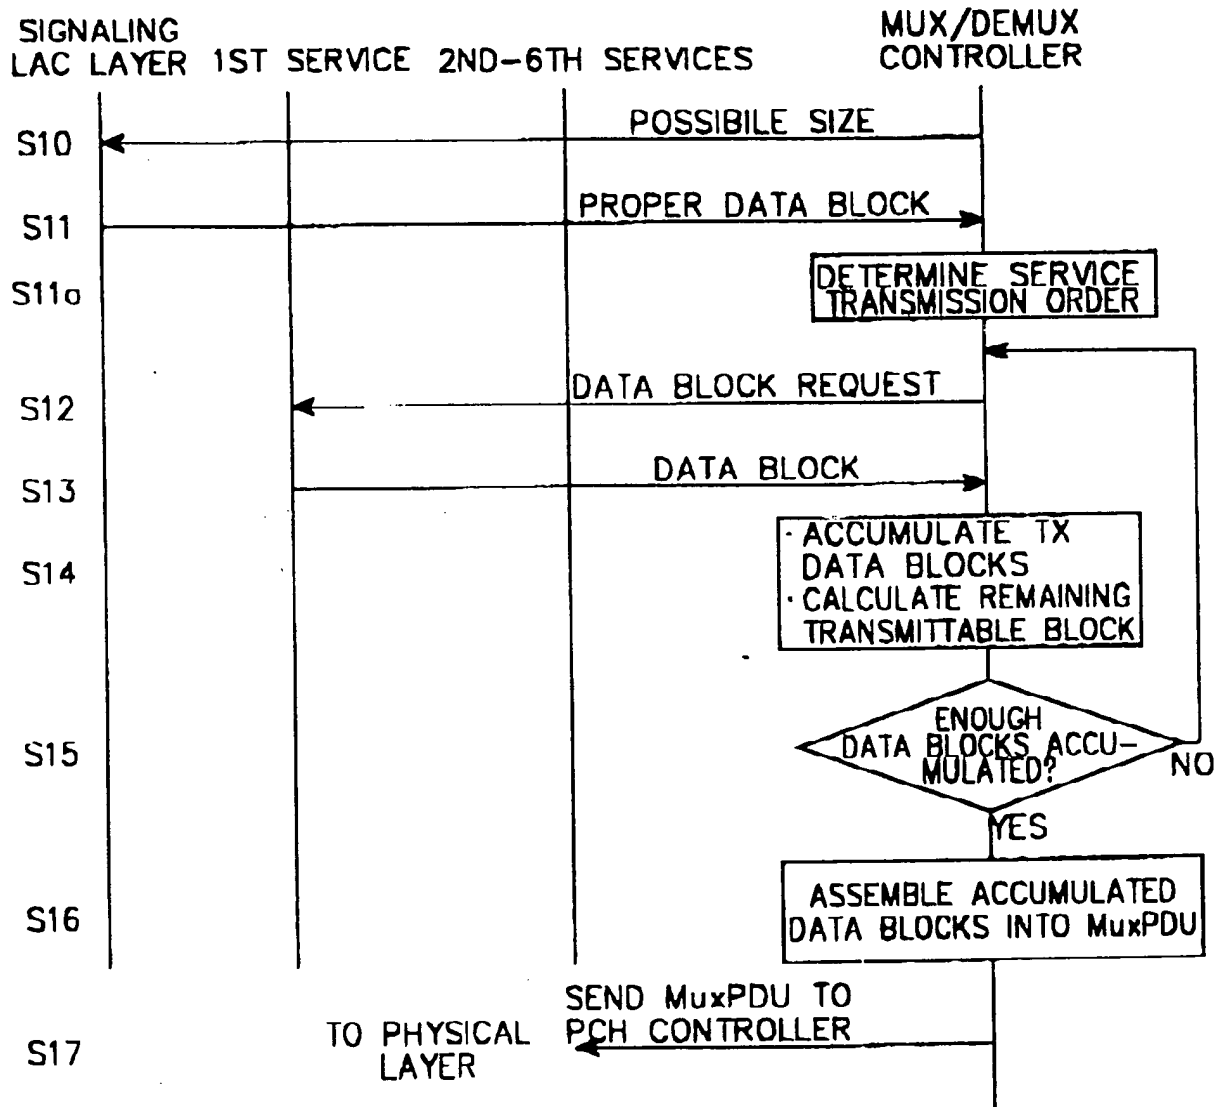 SIGNALING
LAC LAYER
1ST SERVICE
2ND-6TH SERVICES
MUX/DEMUX
CONTROLLER
S10
POSSIBILE SIZE
S11
PROPER DATA BLOCK
S11a
DETERMINE SERVICE
TRANSMISSION ORDER
S12
DATA BLOCK REQUEST
S13
DATA BLOCK
S14
· ACCUMULATE TX
DATA BLOCKS
· CALCULATE REMAINING
TRANSMITTABLE BLOCK
S15
ENOUGH
DATA BLOCKS ACCU-
MULATED?
NO
YES
S16
ASSEMBLE ACCUMULATED
DATA BLOCKS INTO MuxPDU
S17
TO PHYSICAL
LAYER
SEND MuxPDU TO
PCH CONTROLLER